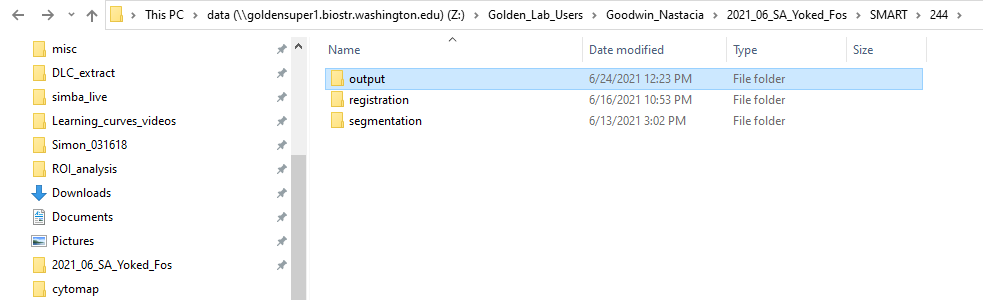 This PC > data (\\goldensuper1.biostr.washington.edu) (Z:) > Golden_Lab_Users > Goodwin_Nastacia > 2021_06_SA_Yoked_Fos > SMART > 244 >
misc
DLC_extract
simba_live
Learning_curves_videos
Simon_031618
ROI_analysis
Downloads
Documents
Pictures
2021_06_SA_Yoked_Fos
cytomap
Name Date modified Type Size
output 6/24/2021 12:23 PM File folder
registration 6/16/2021 10:53 PM File folder
segmentation 6/13/2021 3:02 PM File folder